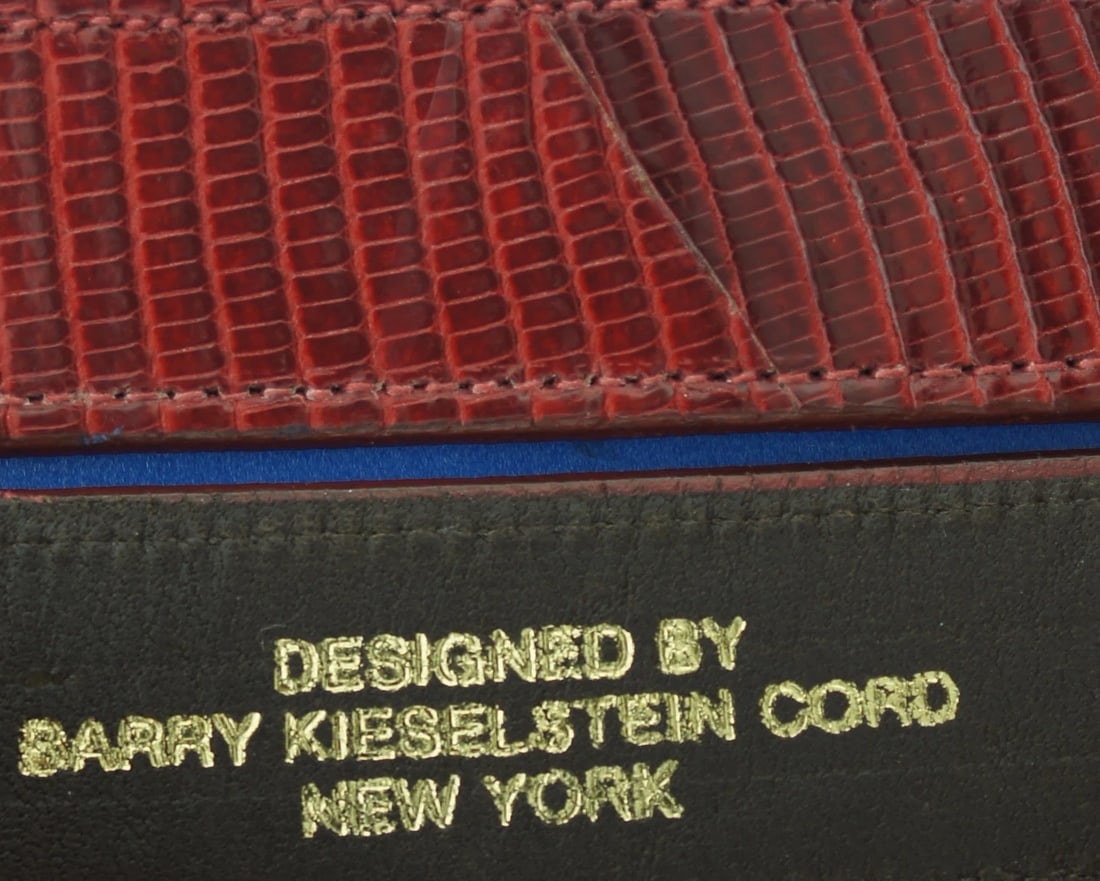 DESIGNED BY
BARRY KIESELSTEIN CORD
NEW YORK